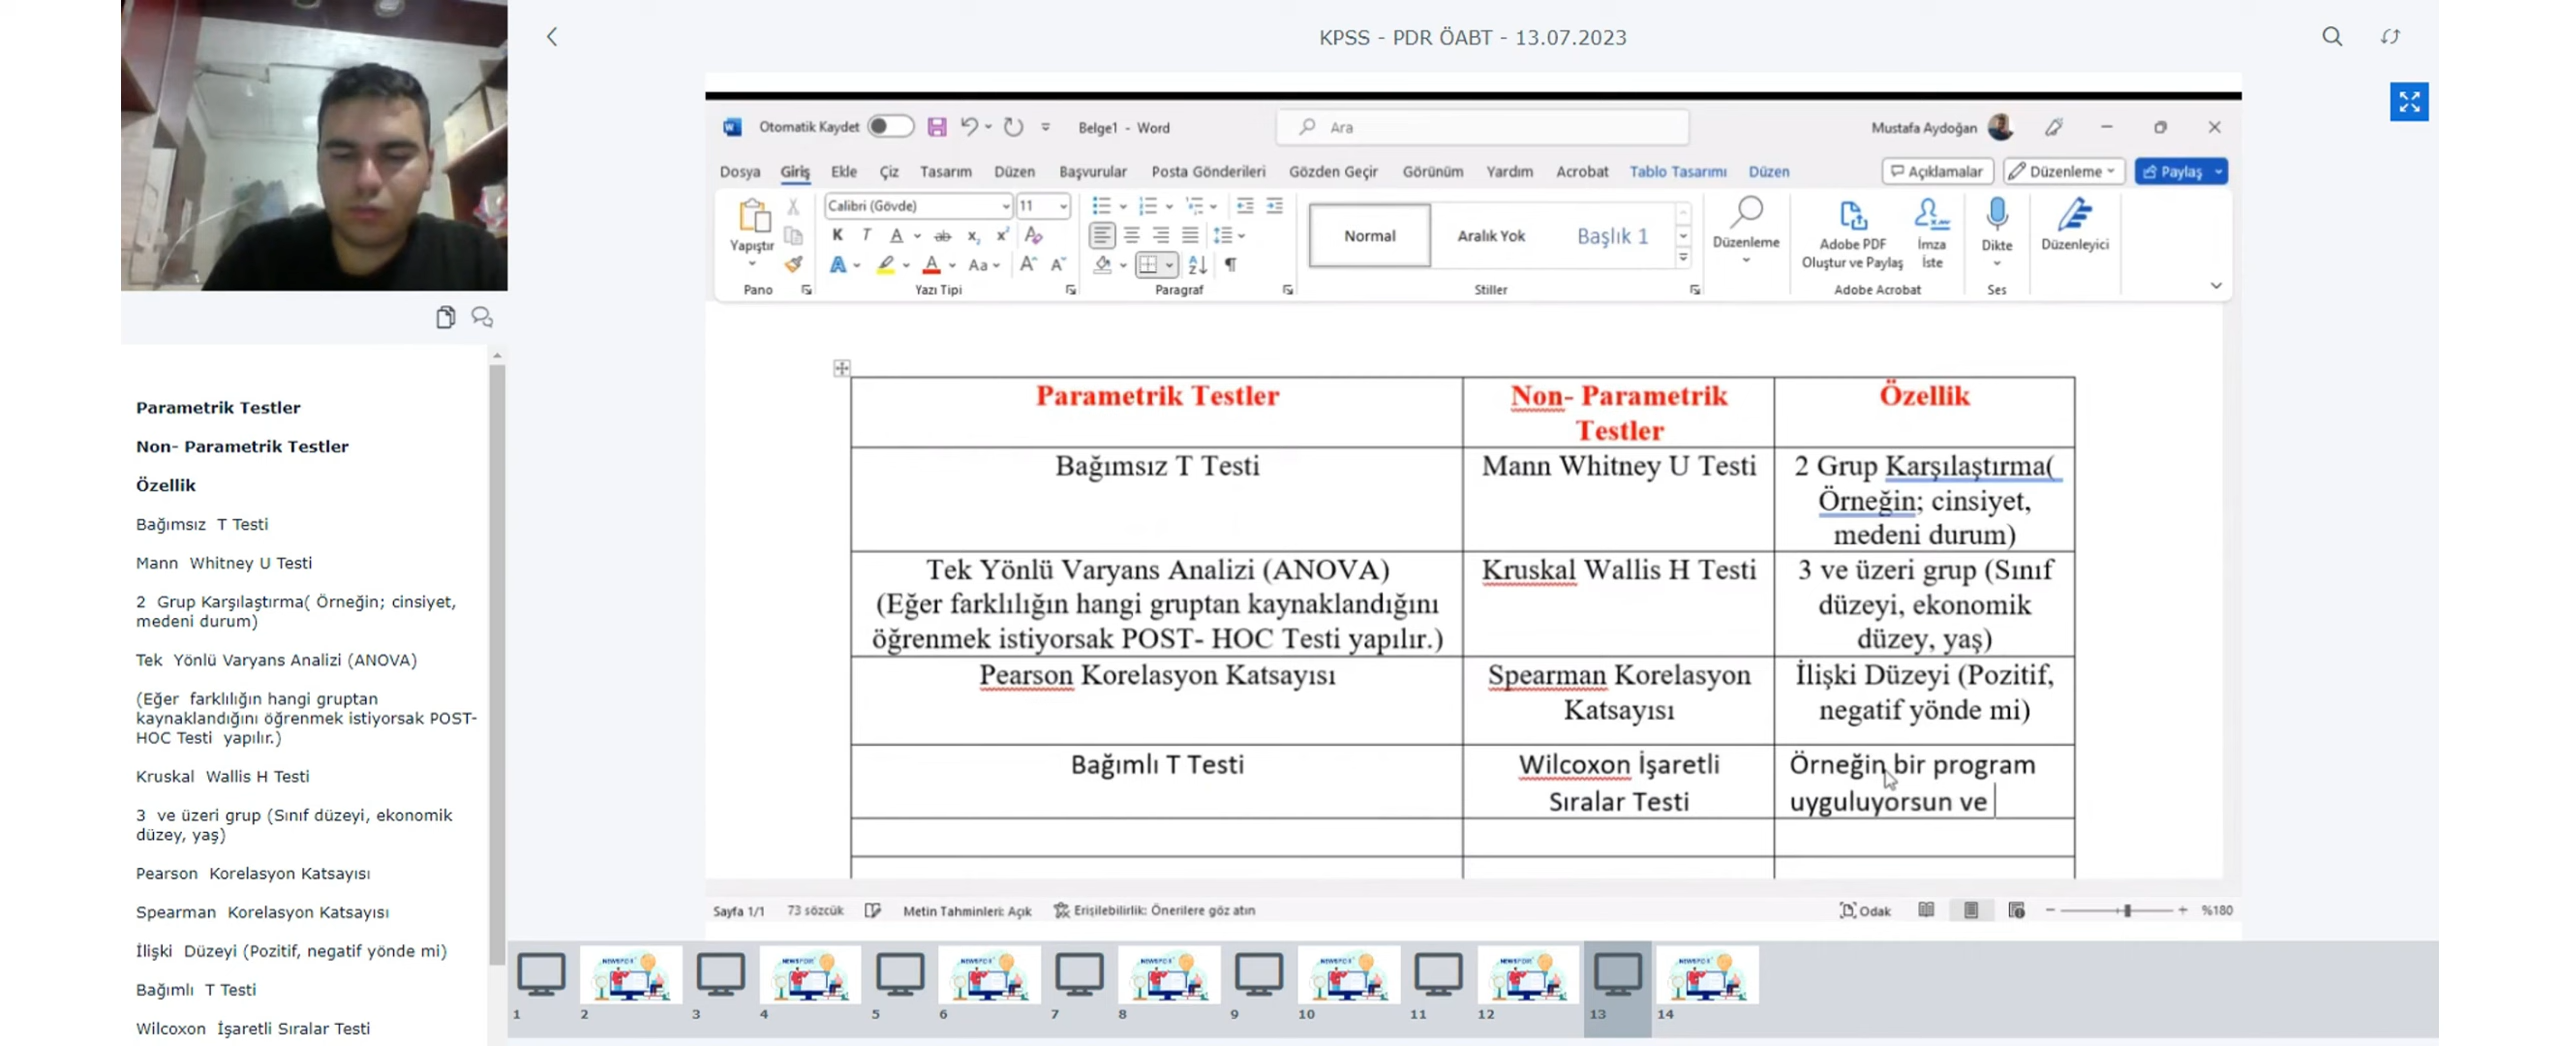 KPSS - PDR ÖABT - 13.07.2023
Otomatik Kaydet
Belge1 - Word
Ara
Mustafa Aydoğan
Dosya Giriş Ekle Çiz Tasarım Düzen Başvurular Posta Gönderileri Gözden Geçir Görünüm Yardım Acrobat Tablo Tasarımı Düzen
Açıklamalar Düzenleme Paylaş
Yapıştır
Calibri (Gövde) 11
K T A ab x₂ x²
A A Aa A A
Normal Aralık Yok Başlık 1
Düzenleme
Adobe PDF
Oluştur ve Paylaş
İmza
İste
Dikte
Düzenleyici
Pano Yazı Tipi Paragraf Stiller Adobe Acrobat Ses
Parametrik Testler
Non- Parametrik
Testler
Özellik
Bağımsız T Testi
Mann Whitney U Testi
2 Grup Karşılaştırma(
Örneğin; cinsiyet,
medeni durum)
Tek Yönlü Varyans Analizi (ANOVA)
(Eğer farklılığın hangi gruptan kaynaklandığını
öğrenmek istiyorsak POST- HOC Testi yapılır.)
Kruskal Wallis H Testi
3 ve üzeri grup (Sınıf
düzeyi, ekonomik
düzey, yaş)
Pearson Korelasyon Katsayısı
Spearman Korelasyon
Katsayısı
İlişki Düzeyi (Pozitif,
negatif yönde mi)
Bağımlı T Testi
Wilcoxon İşaretli
Sıralar Testi
Örneğin bir program
uyguluyorsun ve
Sayfa 1/1 73 sözcük Metin Tahminleri: Açık Erişilebilirlik: Önerilere göz atın Odak %180
Parametrik Testler
Non- Parametrik Testler
Özellik
Bağımsız T Testi
Mann Whitney U Testi
2 Grup Karşılaştırma( Örneğin; cinsiyet,
medeni durum)
Tek Yönlü Varyans Analizi (ANOVA)
(Eğer farklılığın hangi gruptan
kaynaklandığını öğrenmek istiyorsak POST-
HOC Testi yapılır.)
Kruskal Wallis H Testi
3 ve üzeri grup (Sınıf düzeyi, ekonomik
düzey, yaş)
Pearson Korelasyon Katsayısı
Spearman Korelasyon Katsayısı
İlişki Düzeyi (Pozitif, negatif yönde mi)
Bağımlı T Testi
Wilcoxon İşaretli Sıralar Testi
1 2 3 4 5 6 7 8 9 10 11 12 13 14